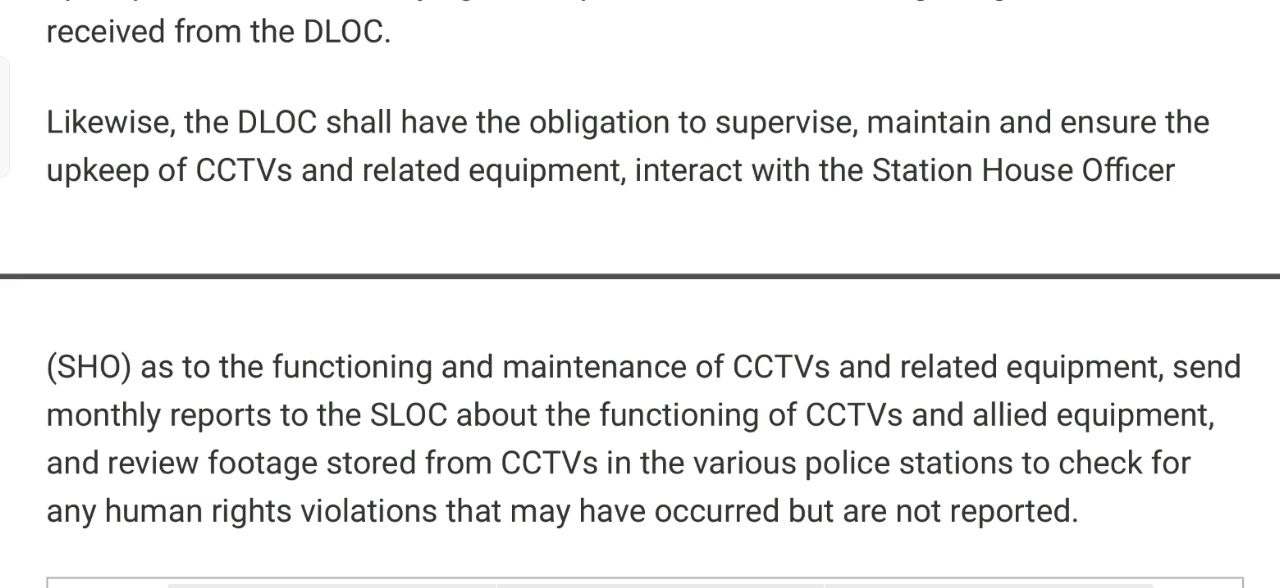 received from the DLOC.
Likewise, the DLOC shall have the obligation to supervise, maintain and ensure the
upkeep of CCTVs and related equipment, interact with the Station House Officer
(SHO) as to the functioning and maintenance of CCTVs and related equipment, send
monthly reports to the SLOC about the functioning of CCTVs and allied equipment,
and review footage stored from CCTVs in the various police stations to check for
any human rights violations that may have occurred but are not reported.